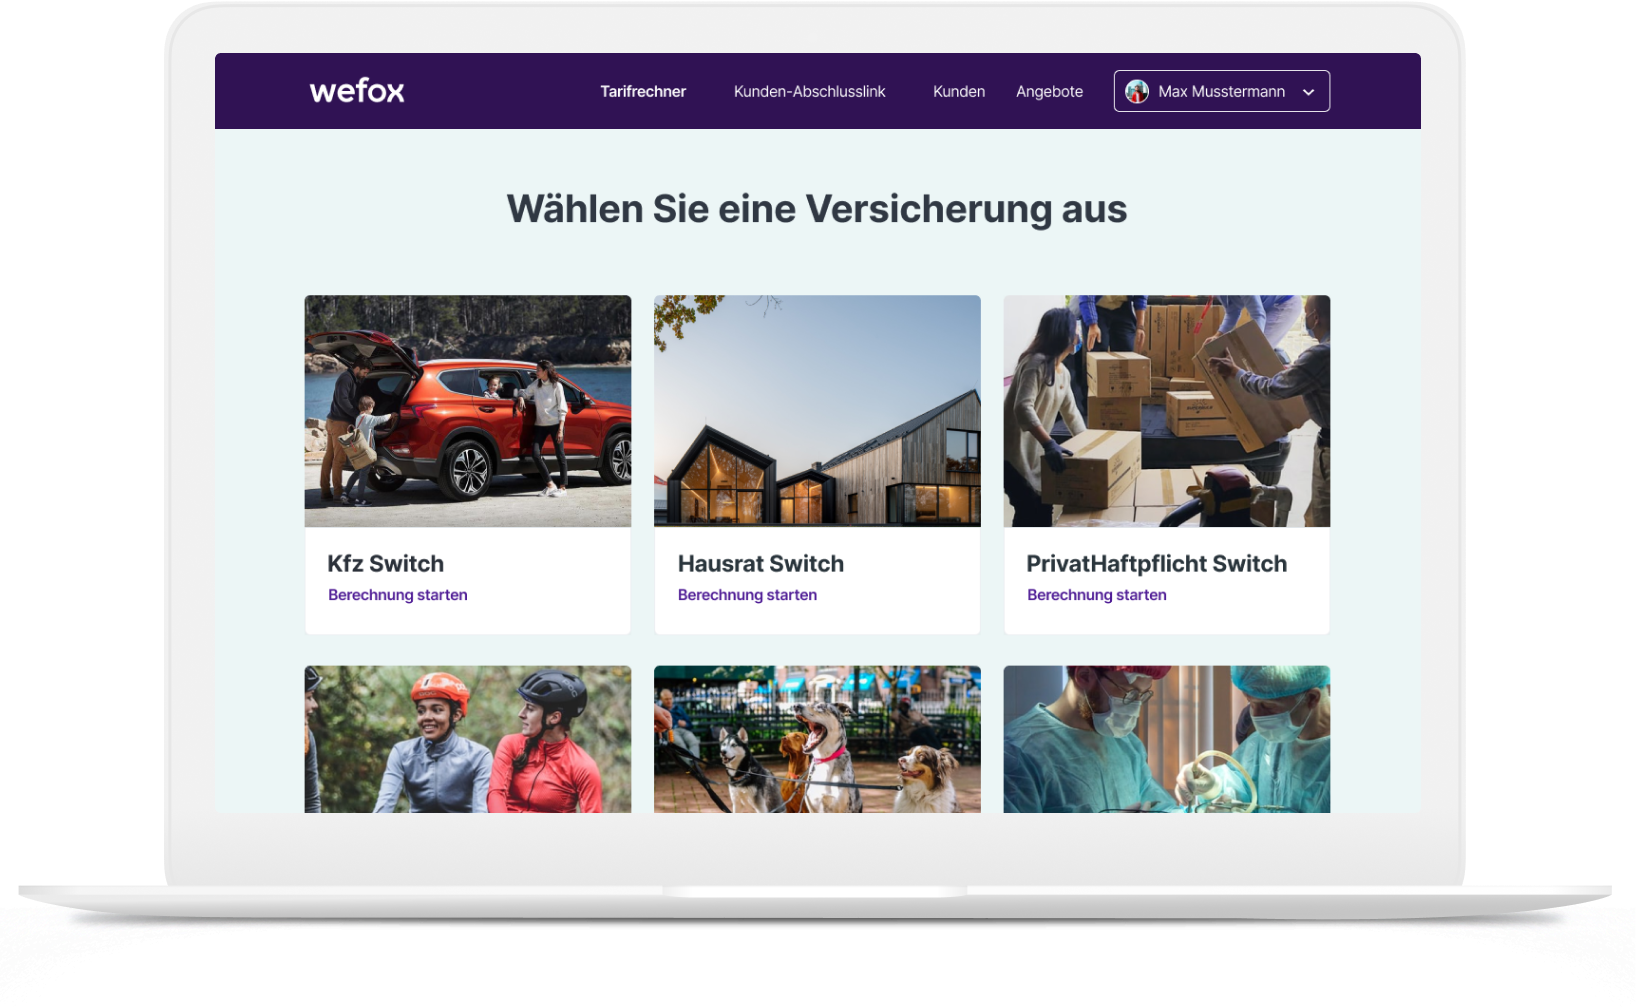 wefox
Tarifrechner
Kunden-Abschlusslink
Kunden
Angebote
Max Musstermann
Wählen Sie eine Versicherung aus
Kfz Switch
Berechnung starten
Hausrat Switch
Berechnung starten
PrivatHaftpflicht Switch
Berechnung starten